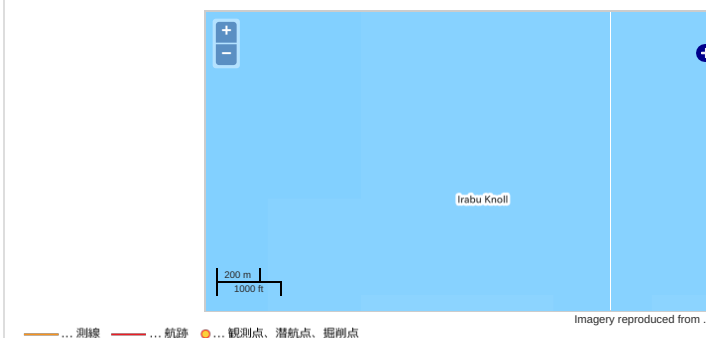 +
−
Irabu Knoll
200 m
1000 ft
Imagery reproduced from .
... 測線 ... 航跡 ... 観測点、潜航点、掘削点